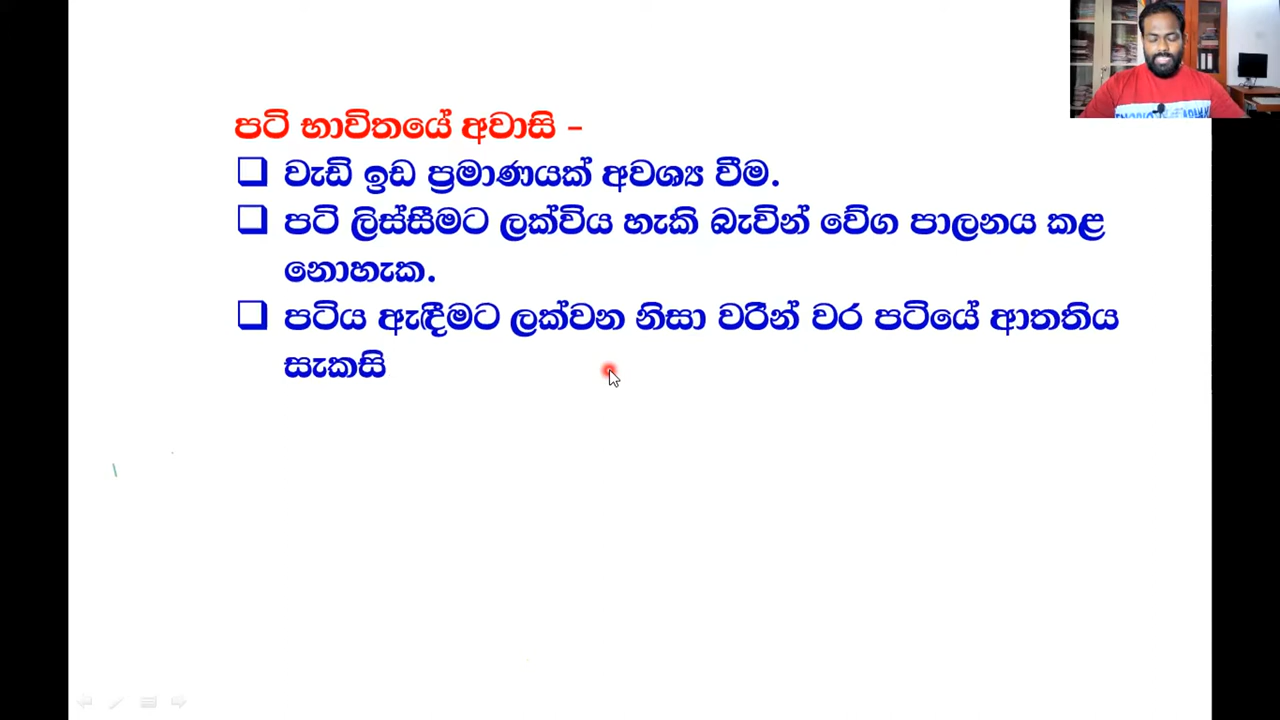 පටි භාවිතයේ අවාසි –
❑ වැඩි ඉඩ ප්‍රමාණයක් අවශ්‍ය වීම.
❑ පටි ලිස්සීමට ලක්විය හැකි බැවින් වේග පාලනය කළ
නොහැක.
❑ පටිය ඇඳීමට ලක්වන නිසා වරින් වර පටියේ ආතතිය
සැකසි